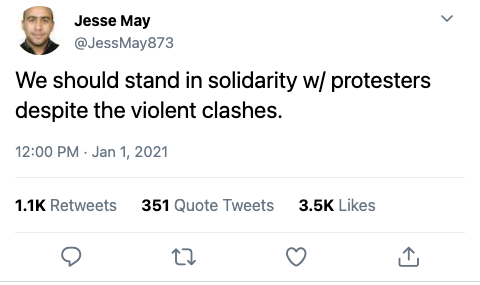 Jesse May
@JessMay873
We should stand in solidarity w/ protesters
despite the violent clashes.
12:00 PM · Jan 1, 2021
1.1K Retweets 351 Quote Tweets 3.5K Likes